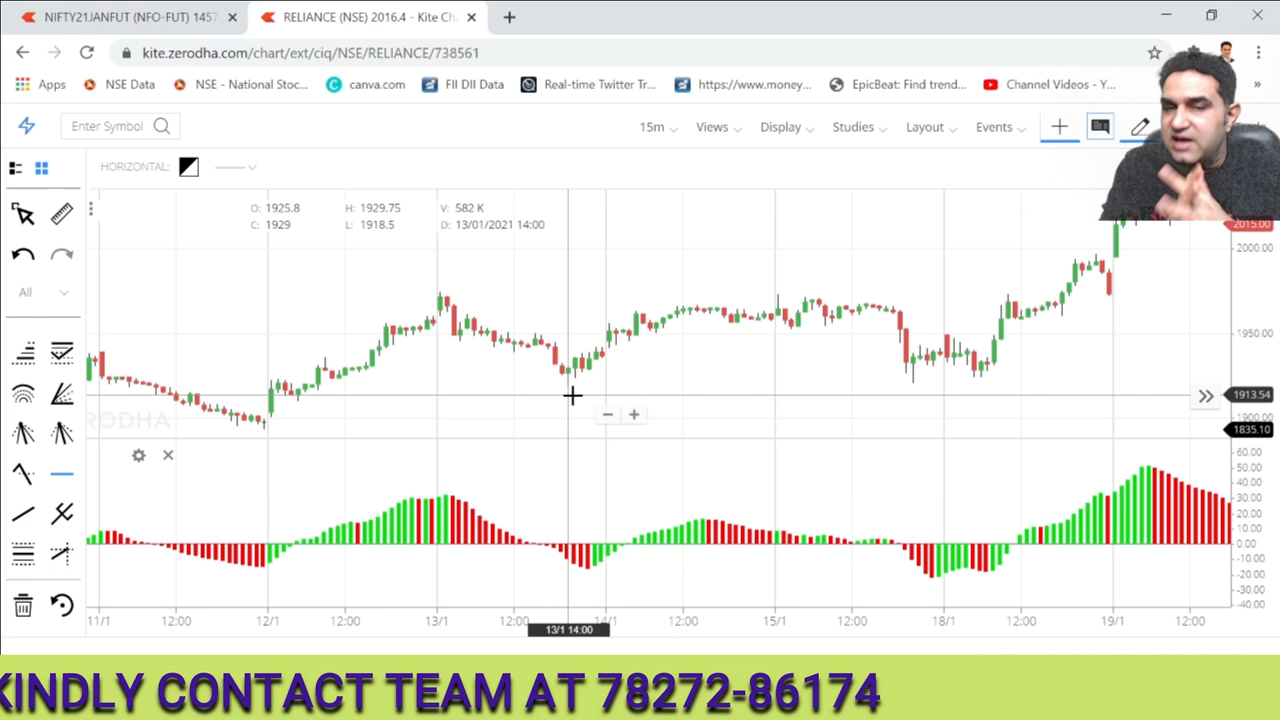 NIFTY21JANFUT (NFO-FUT) 1457
RELIANCE (NSE) 2016.4 - Kite Ch
kite.zerodha.com/chart/ext/ciq/NSE/RELIANCE/738561
Apps NSE Data NSE - National Stoc... canva.com FII DII Data Real-time Twitter Tr... https://www.money... EpicBeat: Find trend... Channel Videos - Y... »
Enter Symbol 15m Views Display Studies Layout Events
HORIZONTAL:
O: 1925.8 H: 1929.75 V: 582 K
C: 1929 L: 1918.5 D: 13/01/2021 14:00
2015.00
2000.00
All
1950.00
1913.54
1900.00
1835.10
ERODHA
60.00
50.00
40.00
30.00
20.00
10.00
0.00
-10.00
-20.00
-30.00
-40.00
11/1 12:00 12/1 12:00 13/1 12:00 14/1 12:00 15/1 12:00 18/1 12:00 19/1 12:00
13/1 14:00
KINDLY CONTACT TEAM AT 78272-86174